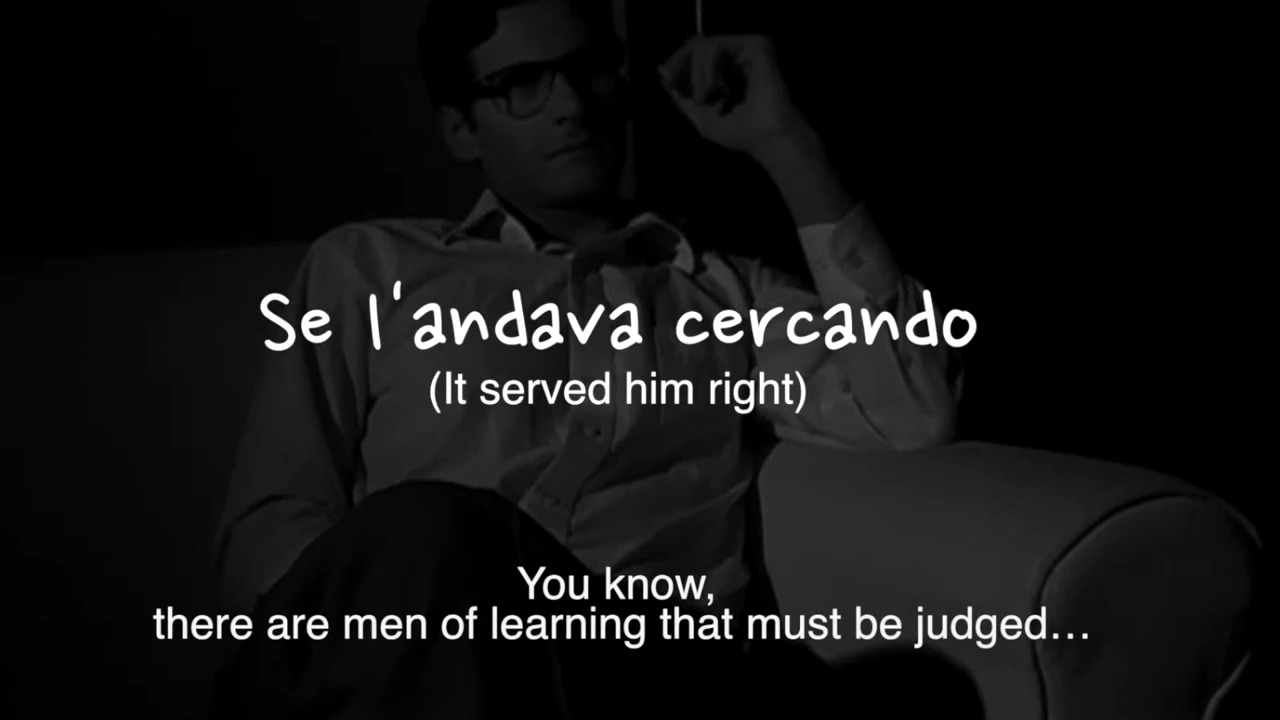 Se l'andava cercando
(It served him right)
You know,
there are men of learning that must be judged…